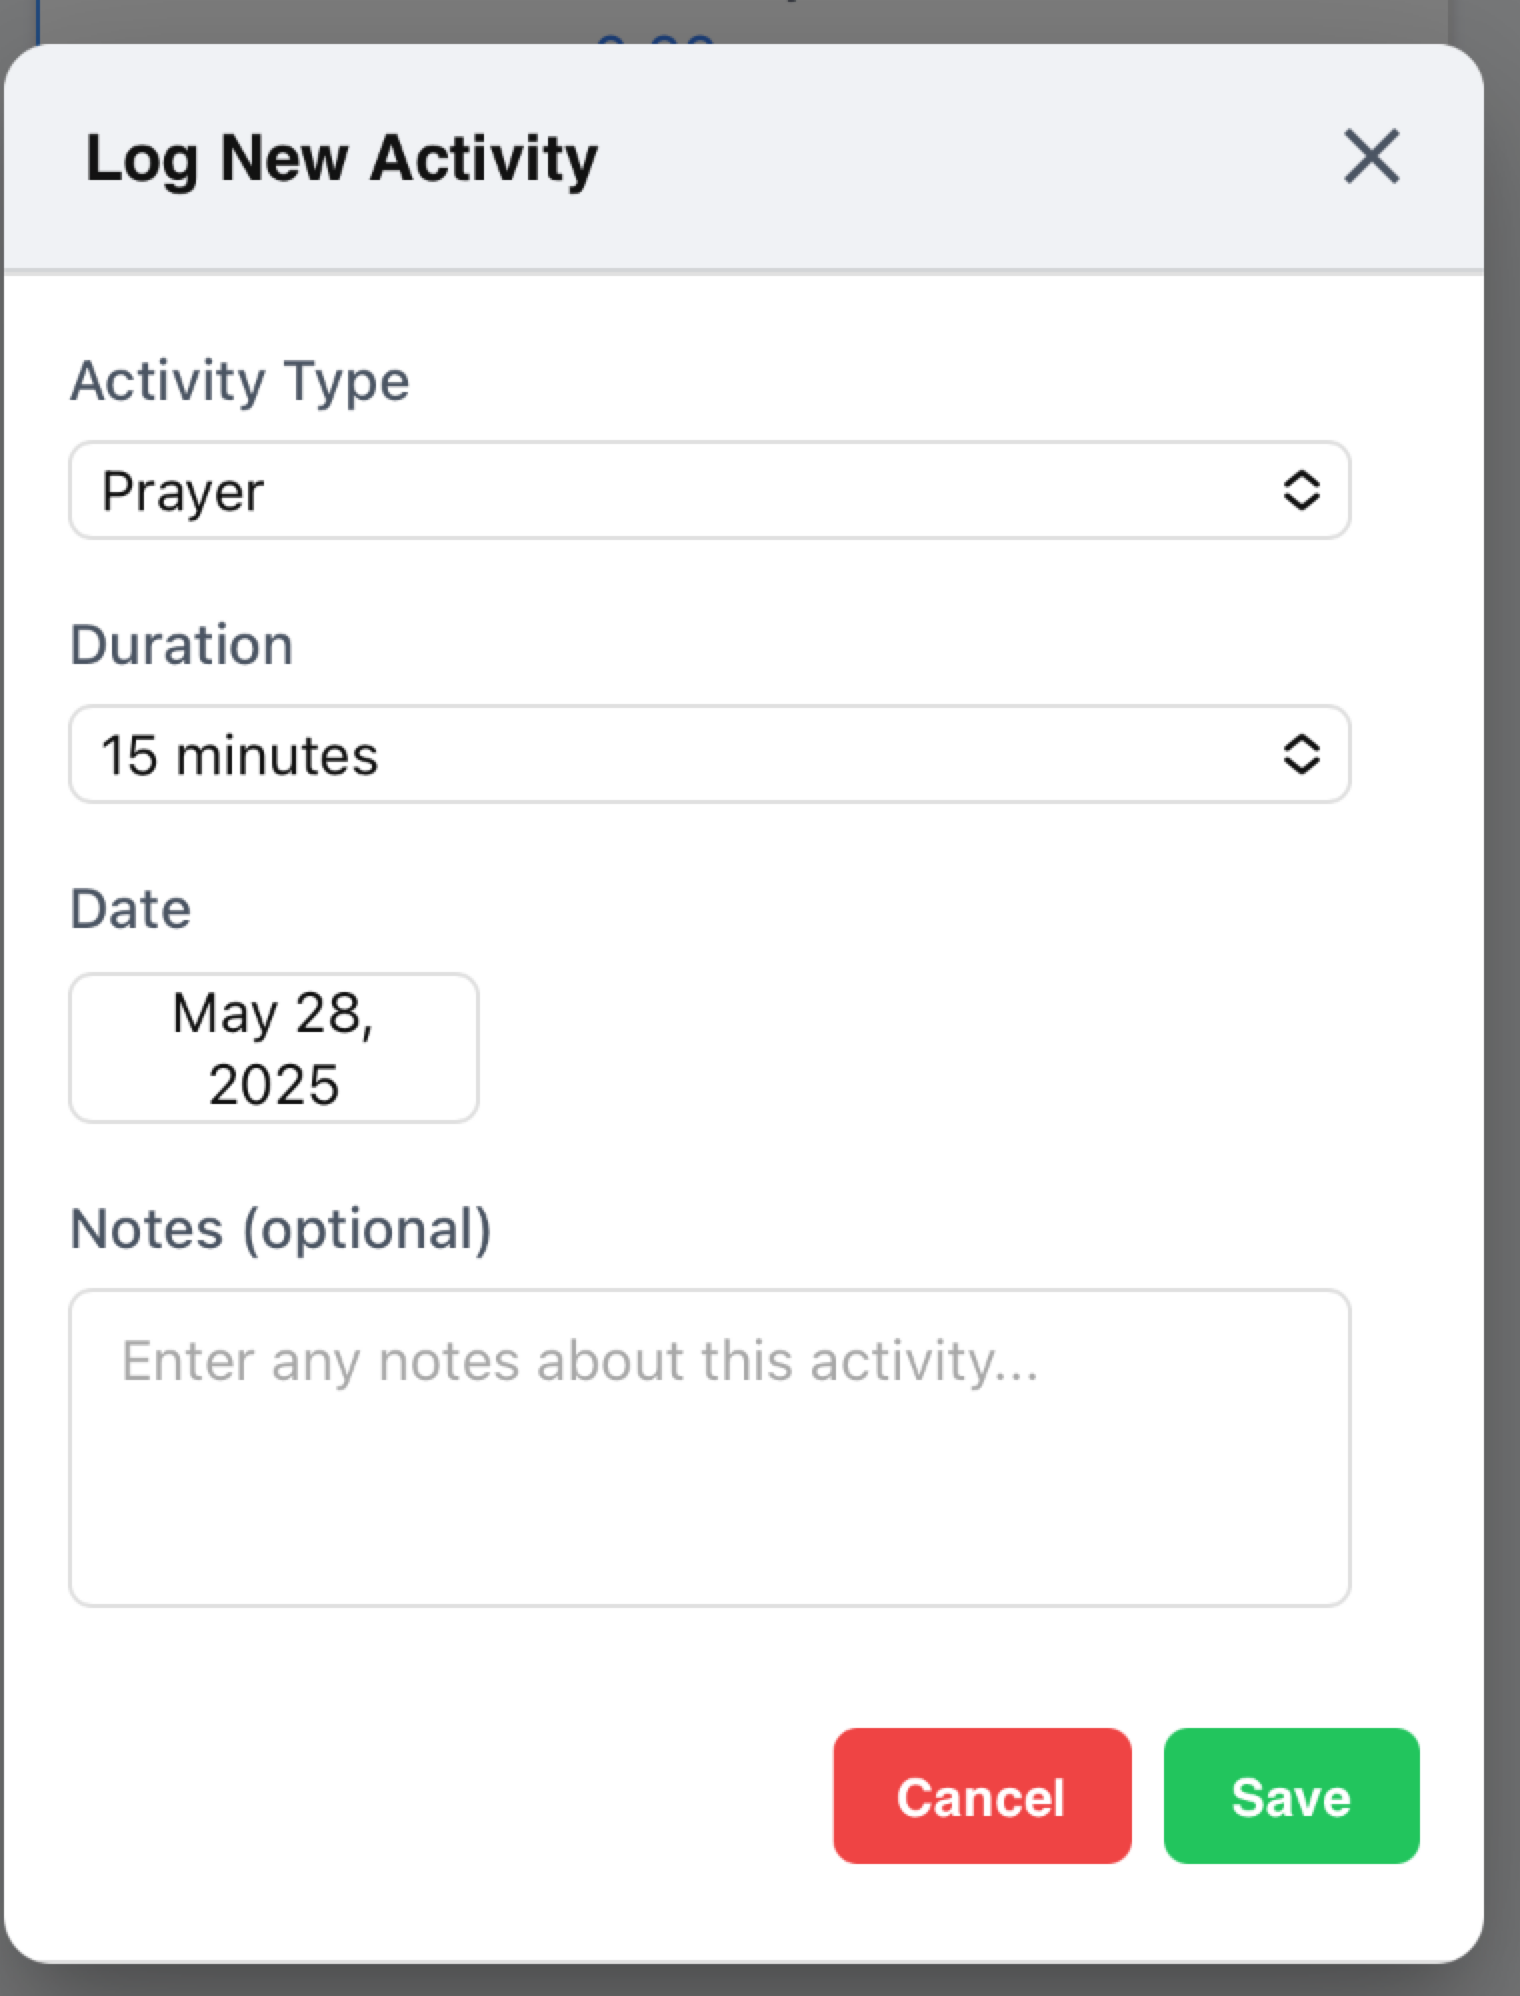 Log New Activity
Activity Type
Prayer
Duration
15 minutes
Date
May 28,
2025
Notes (optional)
Enter any notes about this activity...
Cancel
Save